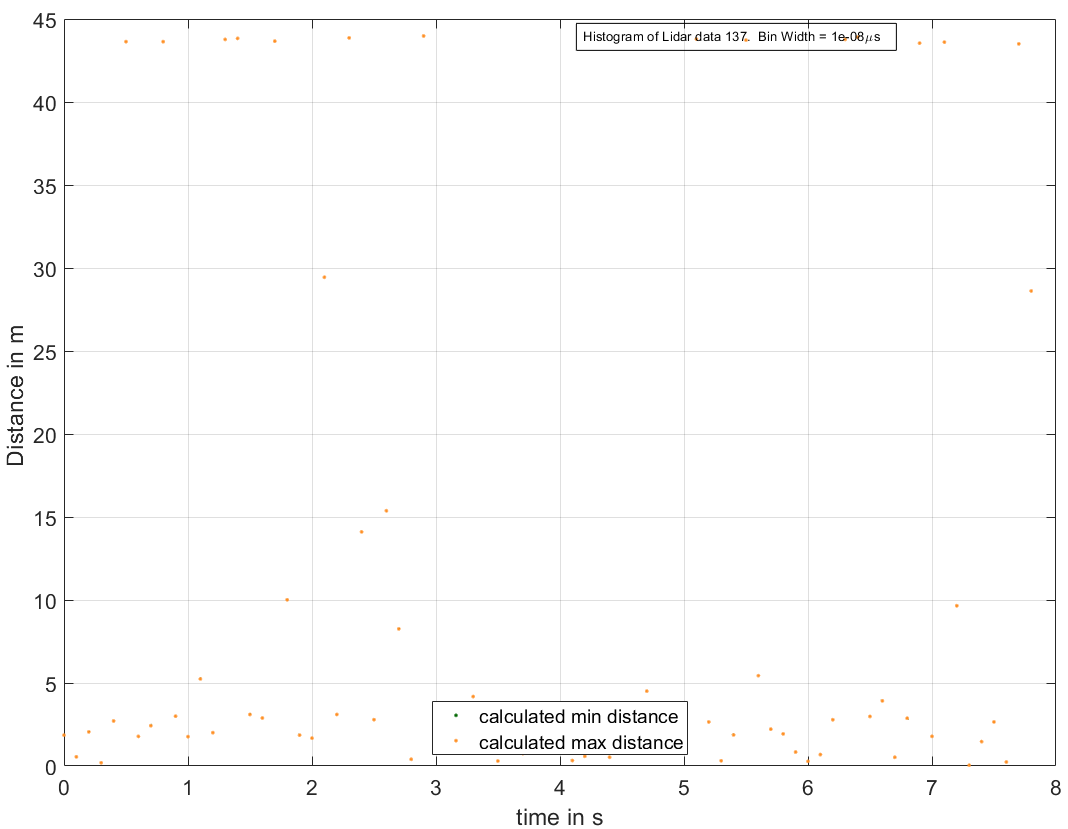 45
40
35
30
25
20
15
10
5
0
Distance in m
Histogram of Lidar data 137. Bin Width = 1e-08μs
calculated min distance
calculated max distance
0 1 2 3 4 5 6 7 8
time in s